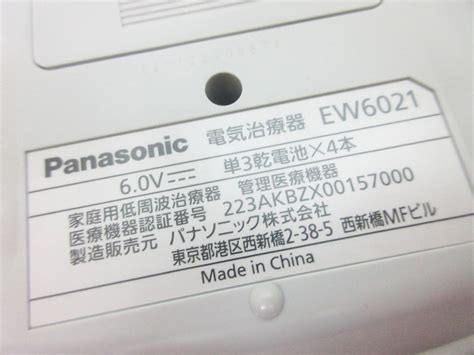 Panasonic 電気治療器 EW6021
6.0V⎓ 単3乾電池×4本
家庭用低周波治療器 管理医療機器
医療機器認証番号 223AKBZX00157000
製造販売元 パナソニック株式会社
東京都港区西新橋2-38-5 西新橋MFビル
Made in China